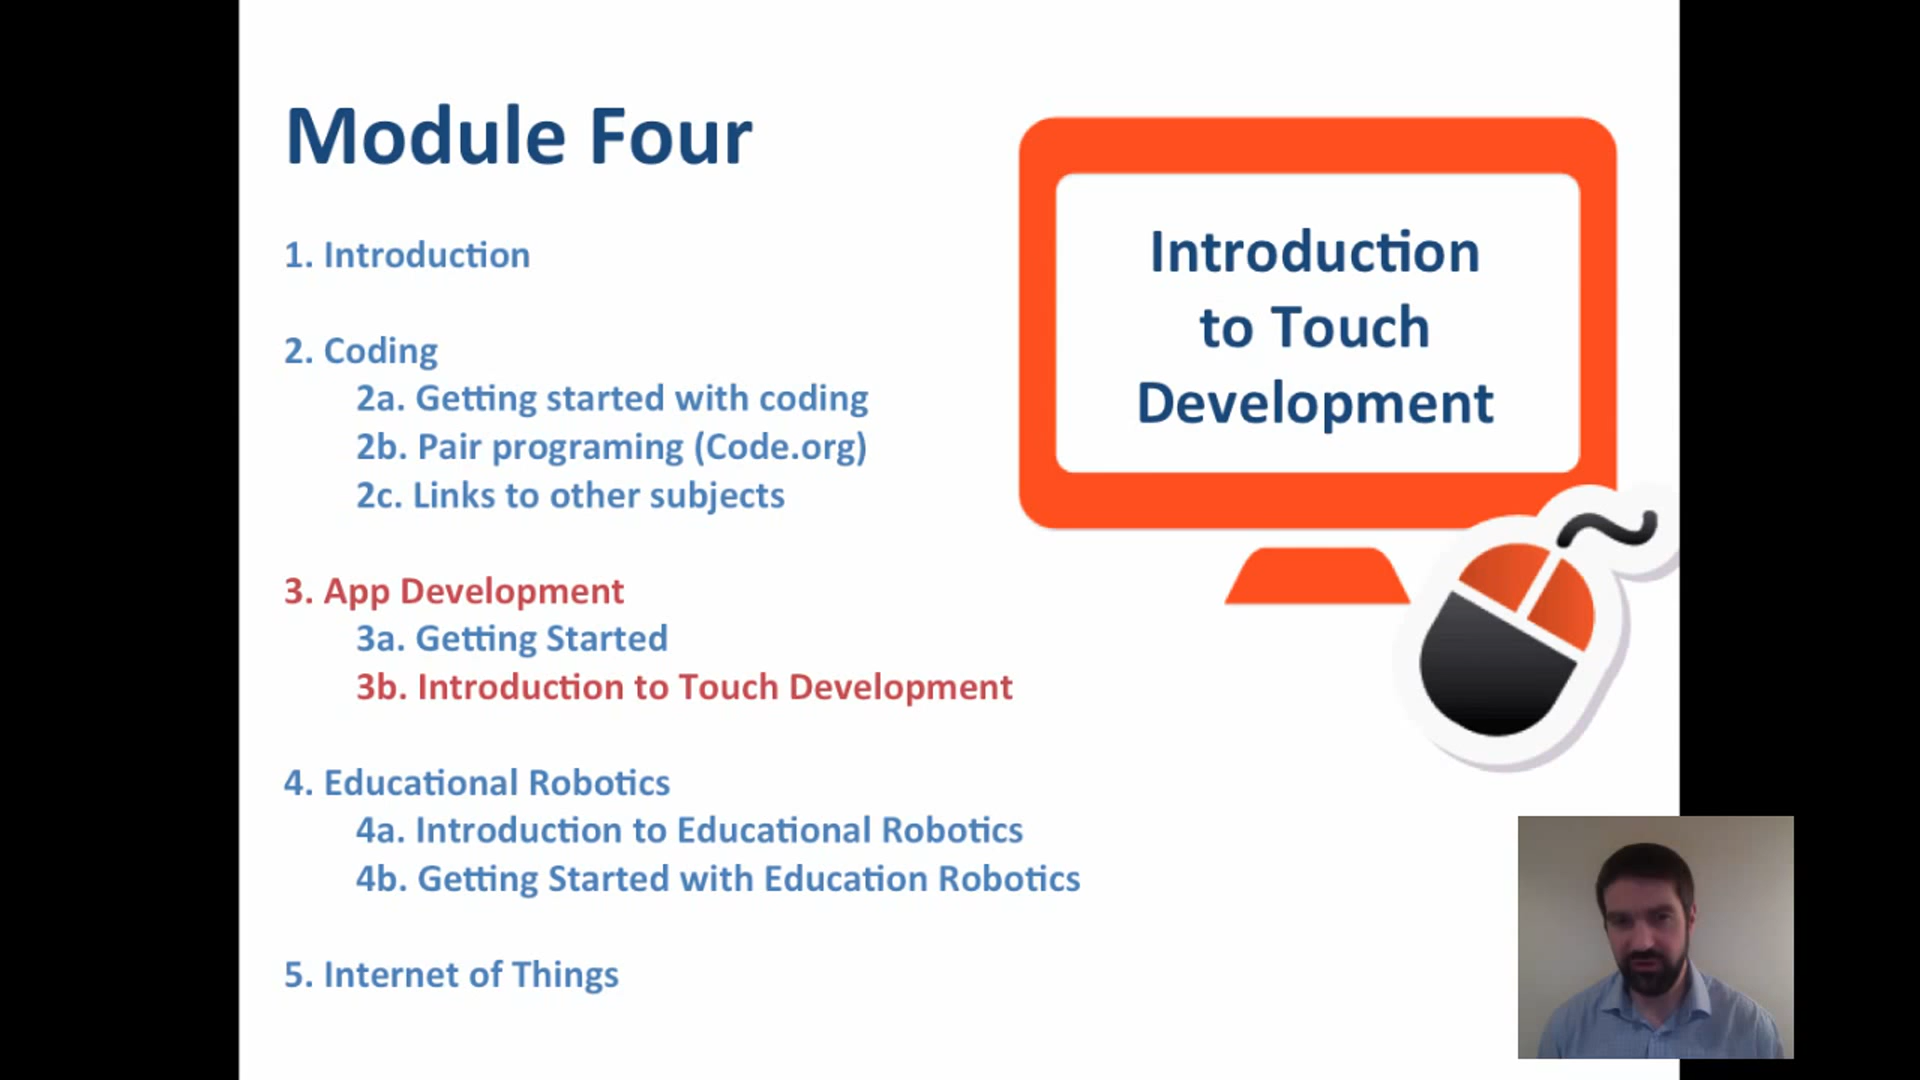 Module Four
1. Introduction
2. Coding
2a. Getting started with coding
2b. Pair programing (Code.org)
2c. Links to other subjects
3. App Development
3a. Getting Started
3b. Introduction to Touch Development
4. Educational Robotics
4a. Introduction to Educational Robotics
4b. Getting Started with Education Robotics
5. Internet of Things
Introduction
to Touch
Development